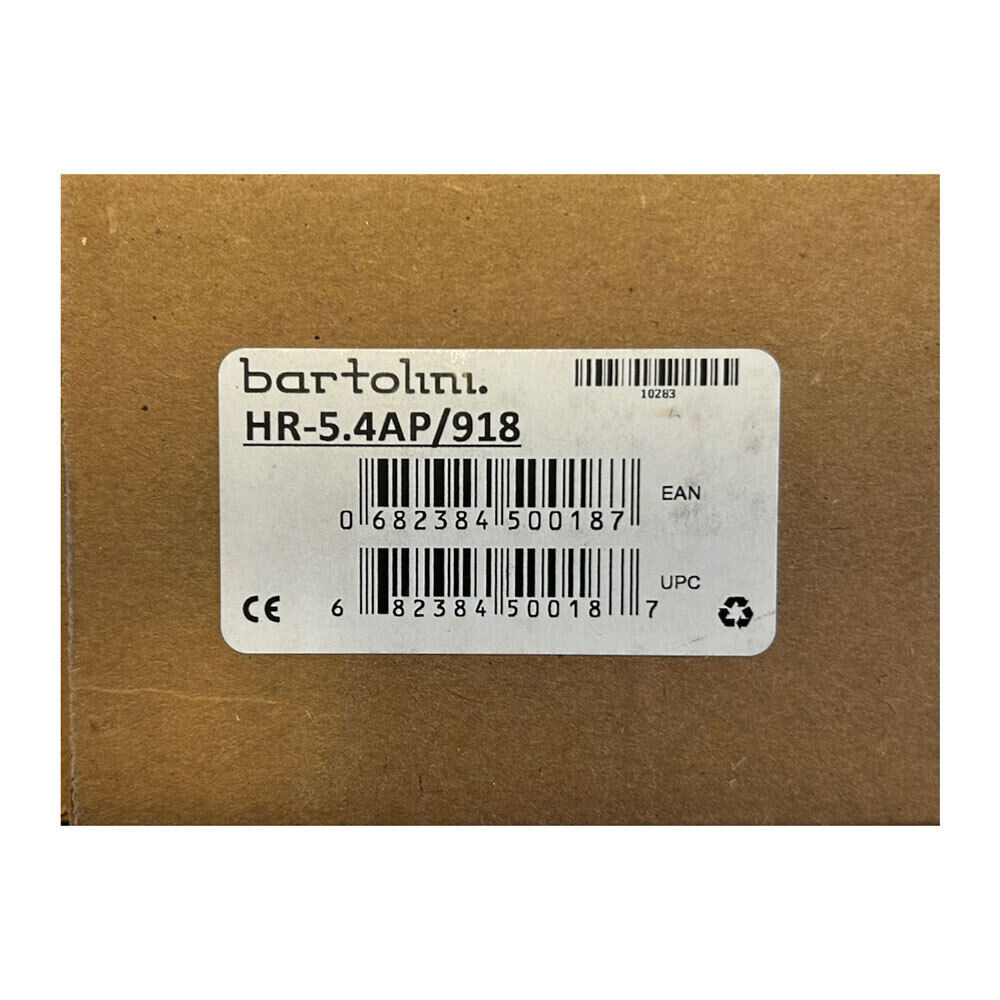 bartolini.
10283
HR-5.4AP/918
0 682384 500187
EAN
6 82384 50018 7
UPC
CE